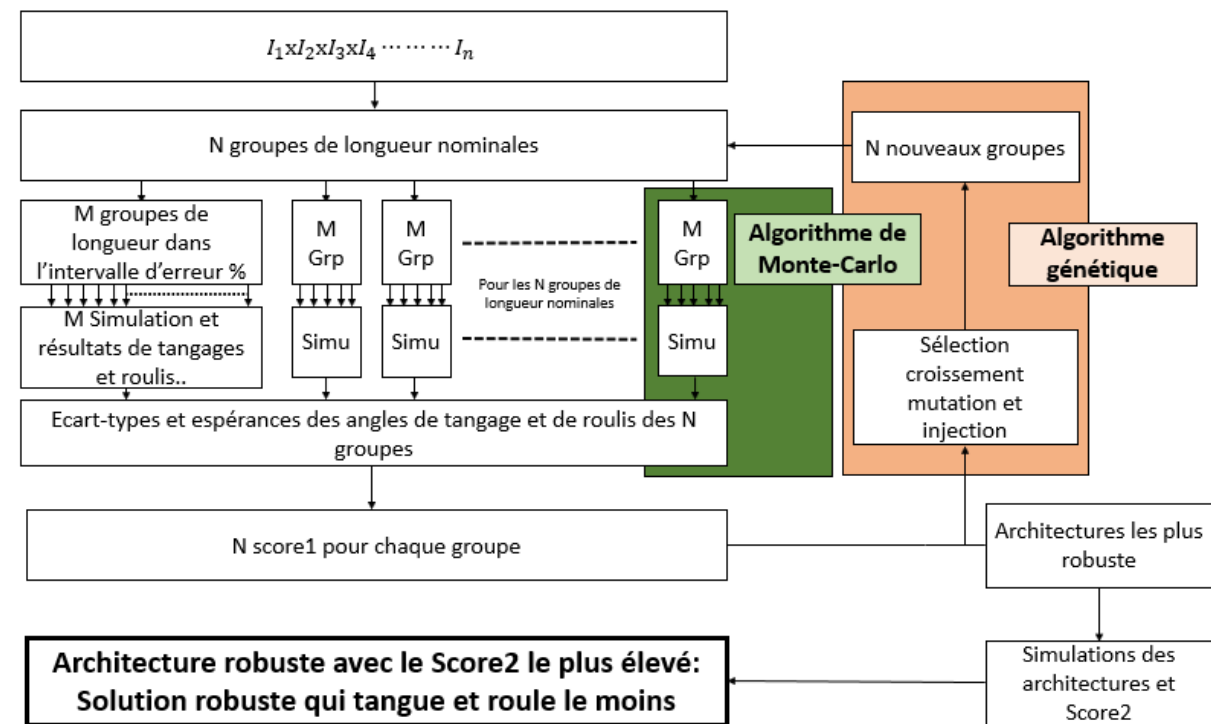 I₁xI₂xI₃xI₄ ⋯⋯⋯ Iₙ
N groupes de longueur nominales
N nouveaux groupes
M groupes de
longueur dans
l'intervalle d'erreur %
M
Grp
M
Grp
M
Grp
Algorithme de
Monte-Carlo
Algorithme
génétique
Pour les N groupes de
longueur nominales
M Simulation et
résultats de tangages
et roulis..
Simu
Simu
Simu
Sélection
croissement
mutation et
injection
Ecart-types et espérances des angles de tangage et de roulis des N
groupes
N score1 pour chaque groupe
Architectures les plus
robuste
Architecture robuste avec le Score2 le plus élevé:
Solution robuste qui tangue et roule le moins
Simulations des
architectures et
Score2